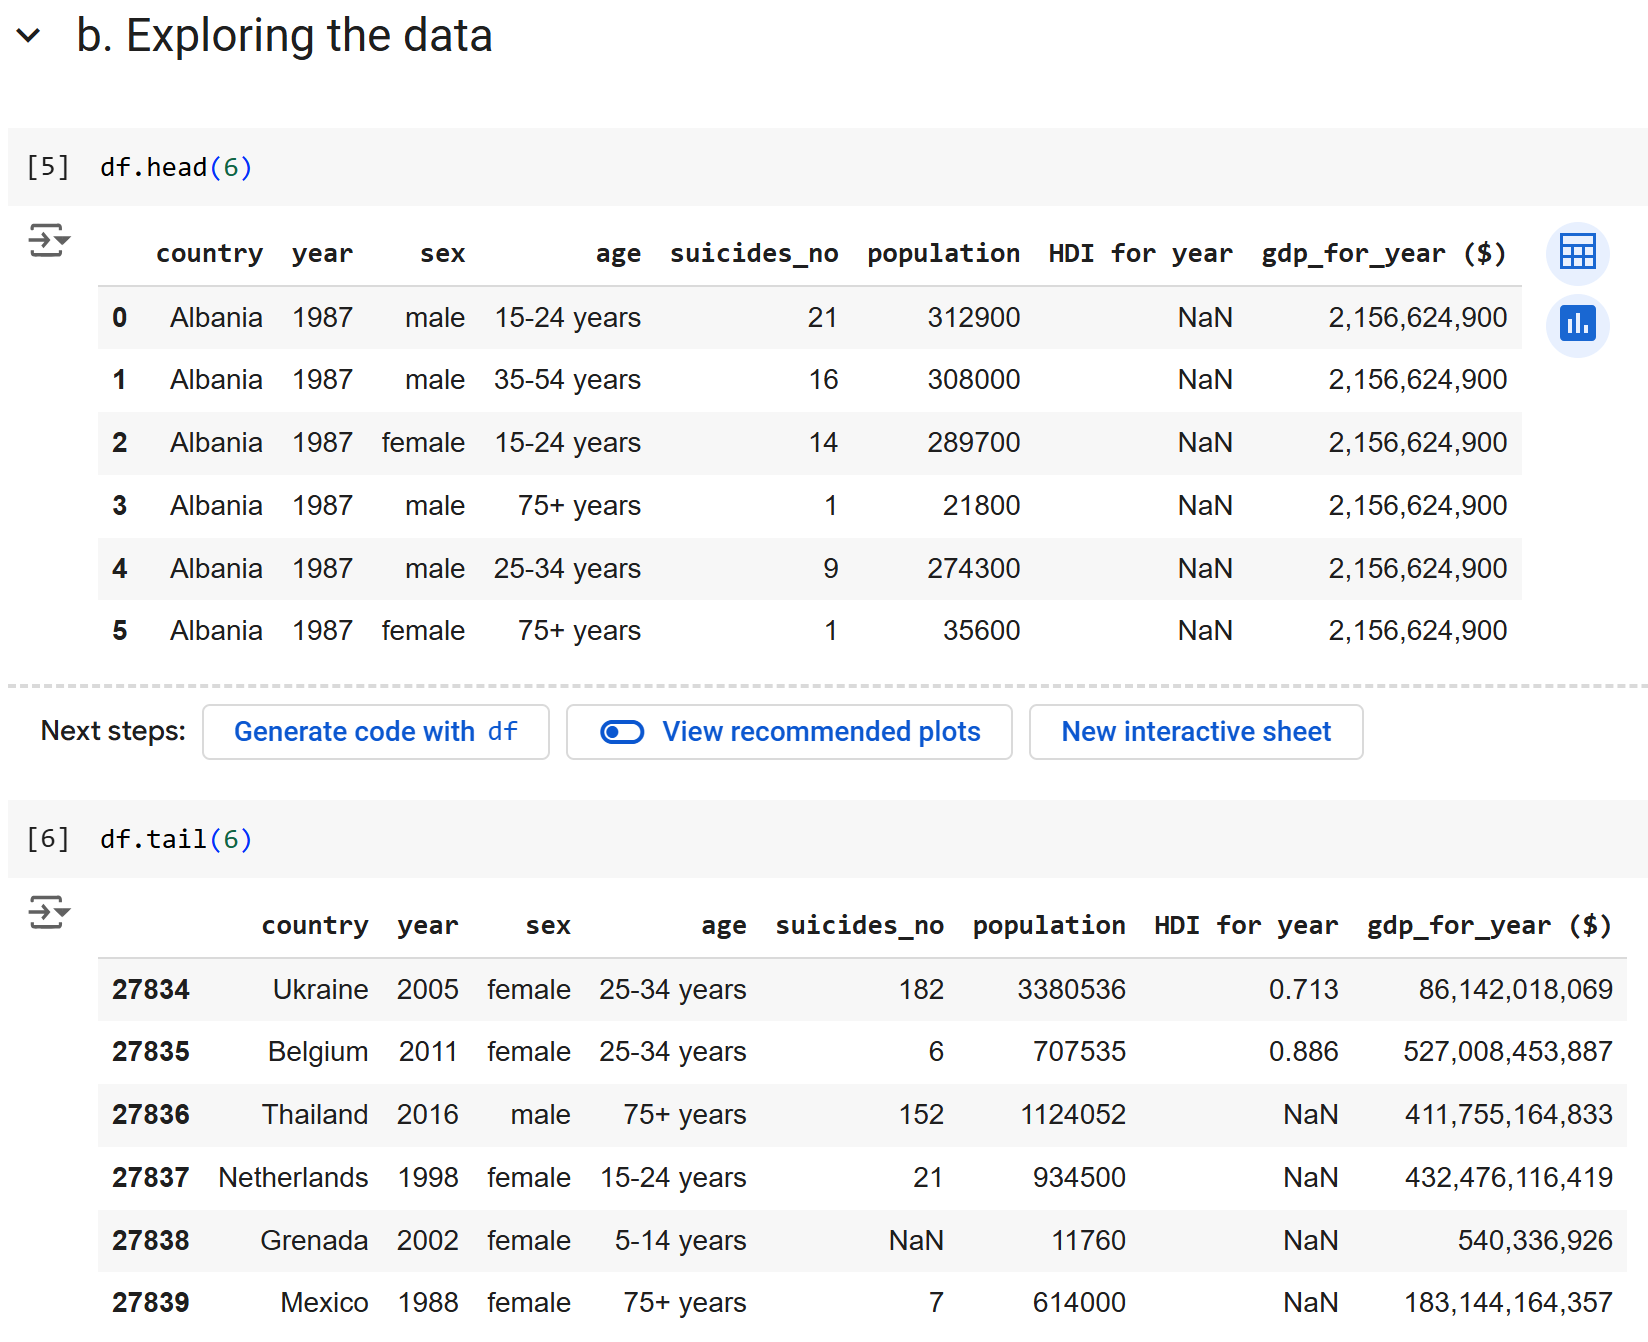 b. Exploring the data
[5] df.head(6)
country year sex age suicides_no population HDI for year gdp_for_year ($)
0 Albania 1987 male 15-24 years 21 312900 NaN 2,156,624,900
1 Albania 1987 male 35-54 years 16 308000 NaN 2,156,624,900
2 Albania 1987 female 15-24 years 14 289700 NaN 2,156,624,900
3 Albania 1987 male 75+ years 1 21800 NaN 2,156,624,900
4 Albania 1987 male 25-34 years 9 274300 NaN 2,156,624,900
5 Albania 1987 female 75+ years 1 35600 NaN 2,156,624,900
Next steps: Generate code with df View recommended plots New interactive sheet
[6] df.tail(6)
country year sex age suicides_no population HDI for year gdp_for_year ($)
27834 Ukraine 2005 female 25-34 years 182 3380536 0.713 86,142,018,069
27835 Belgium 2011 female 25-34 years 6 707535 0.886 527,008,453,887
27836 Thailand 2016 male 75+ years 152 1124052 NaN 411,755,164,833
27837 Netherlands 1998 female 15-24 years 21 934500 NaN 432,476,116,419
27838 Grenada 2002 female 5-14 years NaN 11760 NaN 540,336,926
27839 Mexico 1988 female 75+ years 7 614000 NaN 183,144,164,357